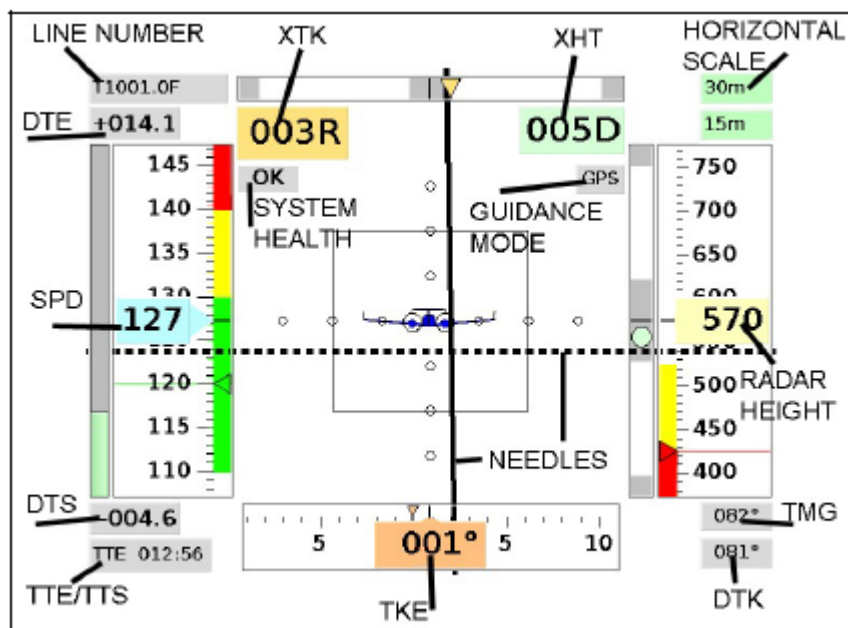 LINE NUMBER
XTK
XHT
HORIZONTAL
SCALE
T1001.0F
30m
DTE
+014.1
003R
005D
15m
145
OK
GPS
750
SYSTEM
HEALTH
GUIDANCE
MODE
140
700
135
650
130
600
SPD
127
570
120
500
RADAR
HEIGHT
115
450
NEEDLES
110
400
DTS
-004.6
082°
TMG
TTE 012:56
5
001°
5
10
081°
TTE/TTS
TKE
DTK